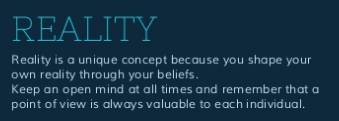 REALITY
Reality is a unique concept because you shape your
own reality through your beliefs.
Keep an open mind at all times and remember that a
point of view is always valuable to each individual.